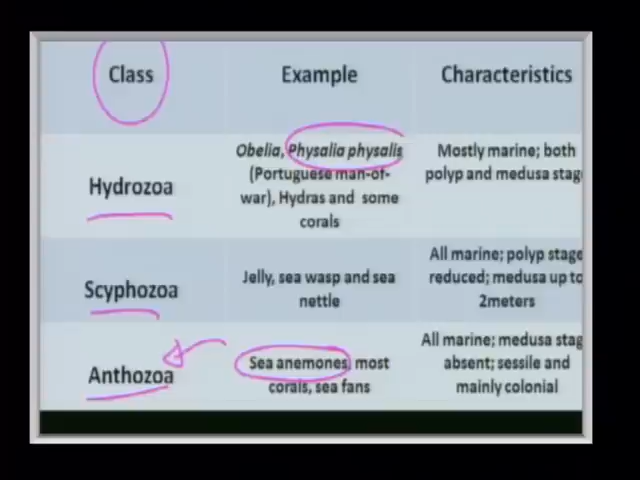 Class Example Characteristics
Hydrozoa
Obelia, Physalia physalis
(Portuguese man-of-
war), Hydras and some
corals
Mostly marine; both
polyp and medusa stag
Scyphozoa
Jelly, sea wasp and sea
nettle
All marine; polyp stage
reduced; medusa up to
2meters
Anthozoa
Sea anemones, most
corals, sea fans
All marine; medusa stag
absent; sessile and
mainly colonial